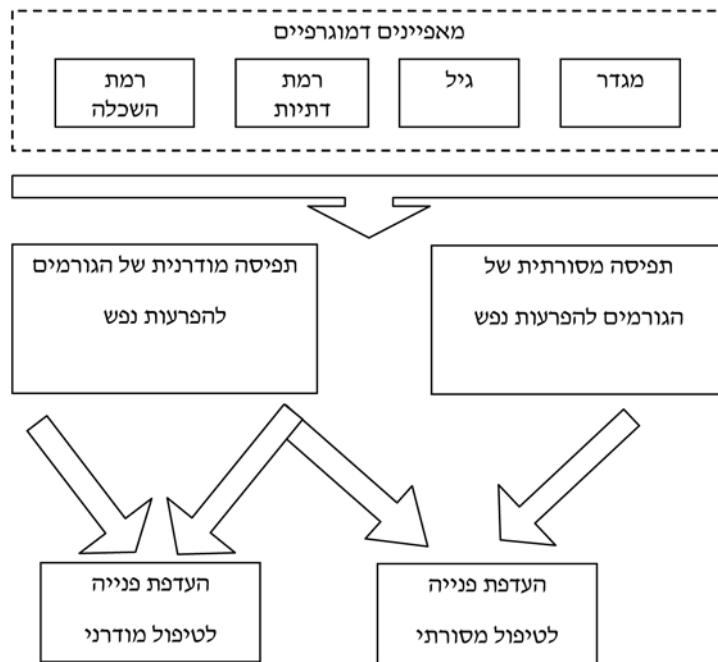 מאפיינים דמוגרפיים
מגדר
גיל
רמת
דתיות
רמת
השכלה
תפיסה מסורתית של
הגורמים להפרעות נפש
תפיסה מודרנית של הגורמים
להפרעות נפש
העדפת פנייה
לטיפול מסורתי
העדפת פנייה
לטיפול מודרני